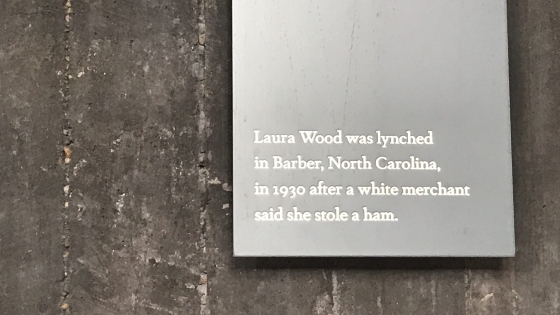 Laura Wood was lynched
in Barber, North Carolina,
in 1930 after a white merchant
said she stole a ham.